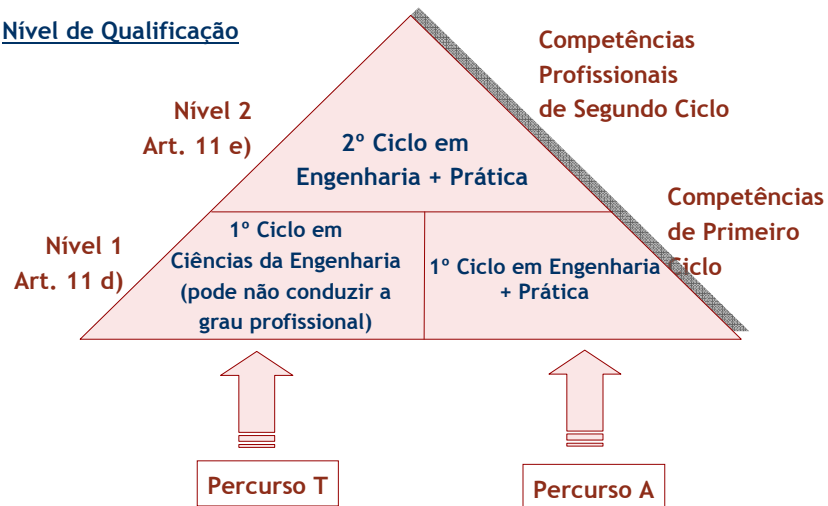 Nível de Qualificação
Competências
Profissionais
de Segundo Ciclo
Nível 2
Art. 11 e)
2º Ciclo em
Engenharia + Prática
Competências
de Primeiro
Ciclo
Nível 1
Art. 11 d)
1º Ciclo em
Ciências da Engenharia
(pode não conduzir a
grau profissional)
1º Ciclo em Engenharia
+ Prática
Percurso T
Percurso A